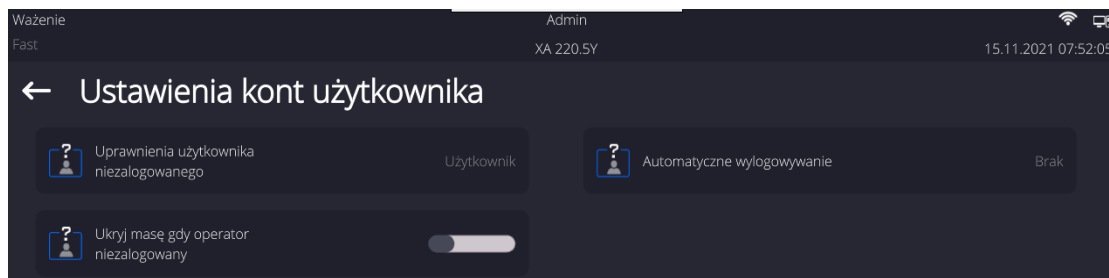 Ważenie
Admin
Fast
XA 220.5Y
15.11.2021 07:52:05
Ustawienia kont użytkownika
Uprawnienia użytkownika
niezalogowanego
Użytkownik
Automatyczne wylogowywanie
Brak
Ukryj masę gdy operator
niezalogowany